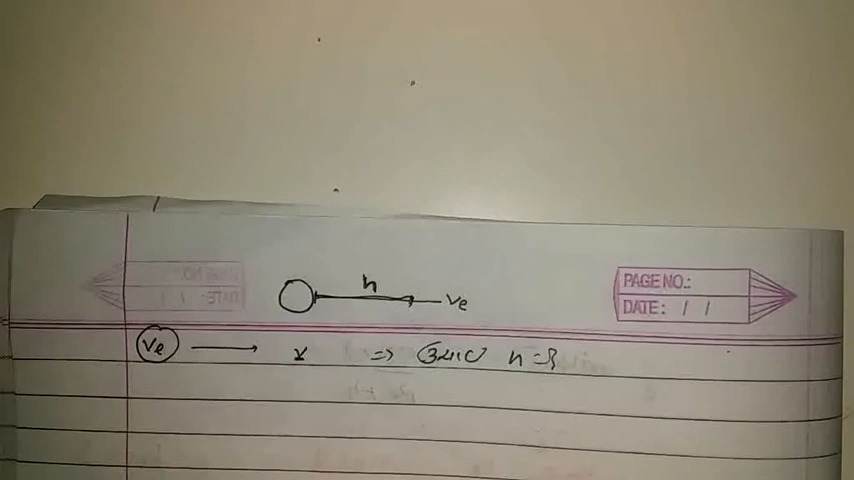 PAGE NO.:
DATE: / /
h
ve
ve → x ⇒ h =